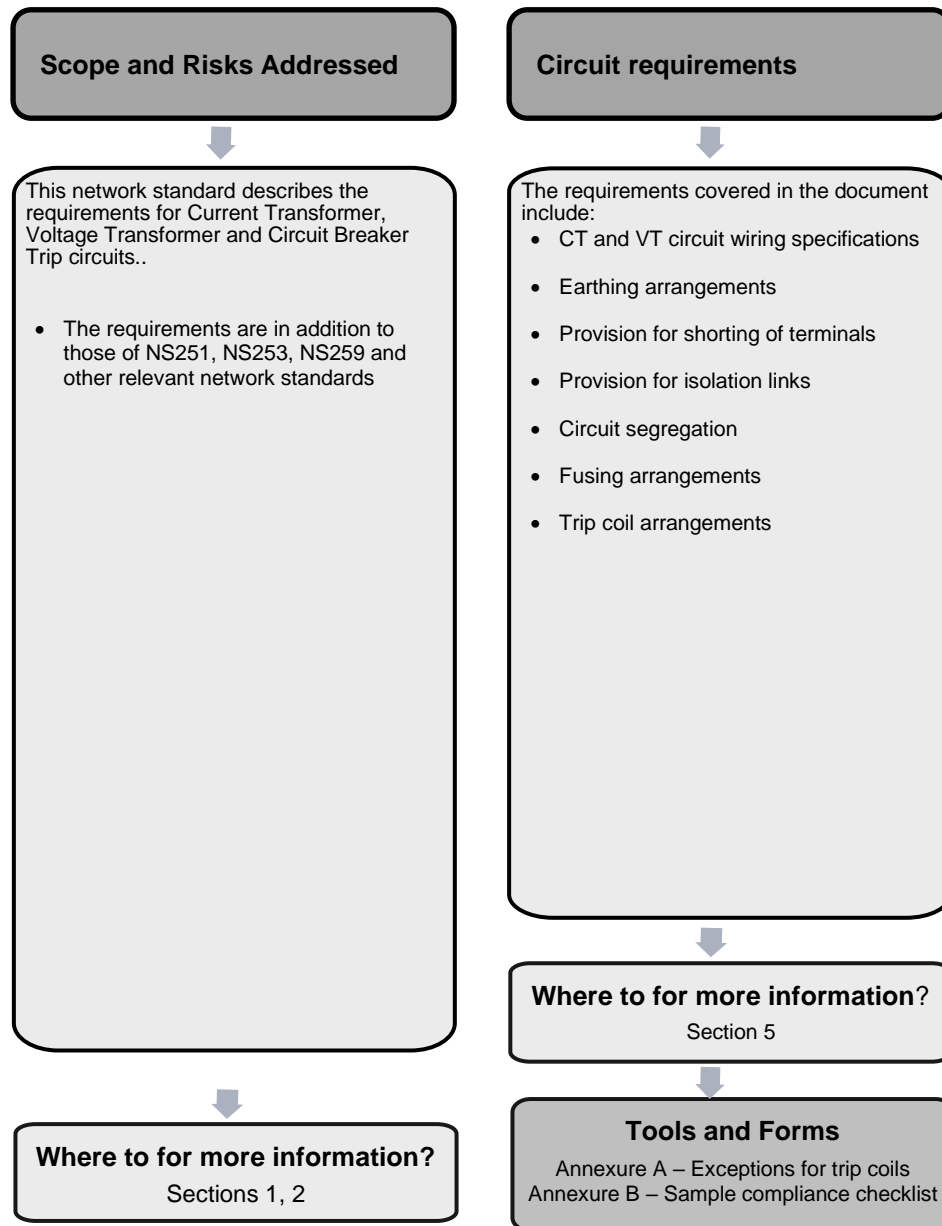 Scope and Risks Addressed
This network standard describes the
requirements for Current Transformer,
Voltage Transformer and Circuit Breaker
Trip circuits..
• The requirements are in addition to
those of NS251, NS253, NS259 and
other relevant network standards
Where to for more information?
Sections 1, 2
Circuit requirements
The requirements covered in the document
include:
• CT and VT circuit wiring specifications
• Earthing arrangements
• Provision for shorting of terminals
• Provision for isolation links
• Circuit segregation
• Fusing arrangements
• Trip coil arrangements
Where to for more information?
Section 5
Tools and Forms
Annexure A – Exceptions for trip coils
Annexure B – Sample compliance checklist